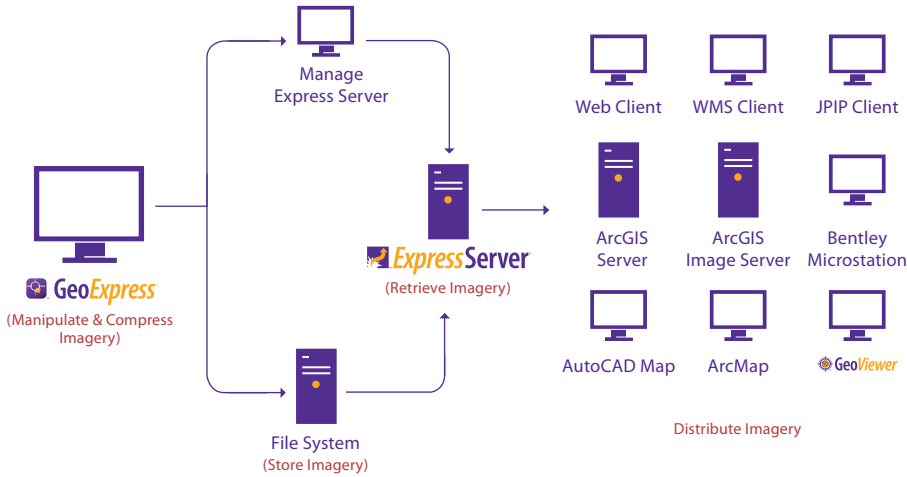 Manage
Express Server
GeoExpress
(Manipulate & Compress
Imagery)
File System
(Store Imagery)
ExpressServer
(Retrieve Imagery)
Web Client
WMS Client
JPIP Client
ArcGIS
Server
ArcGIS
Image Server
Bentley
Microstation
AutoCAD Map
ArcMap
GeoViewer
Distribute Imagery